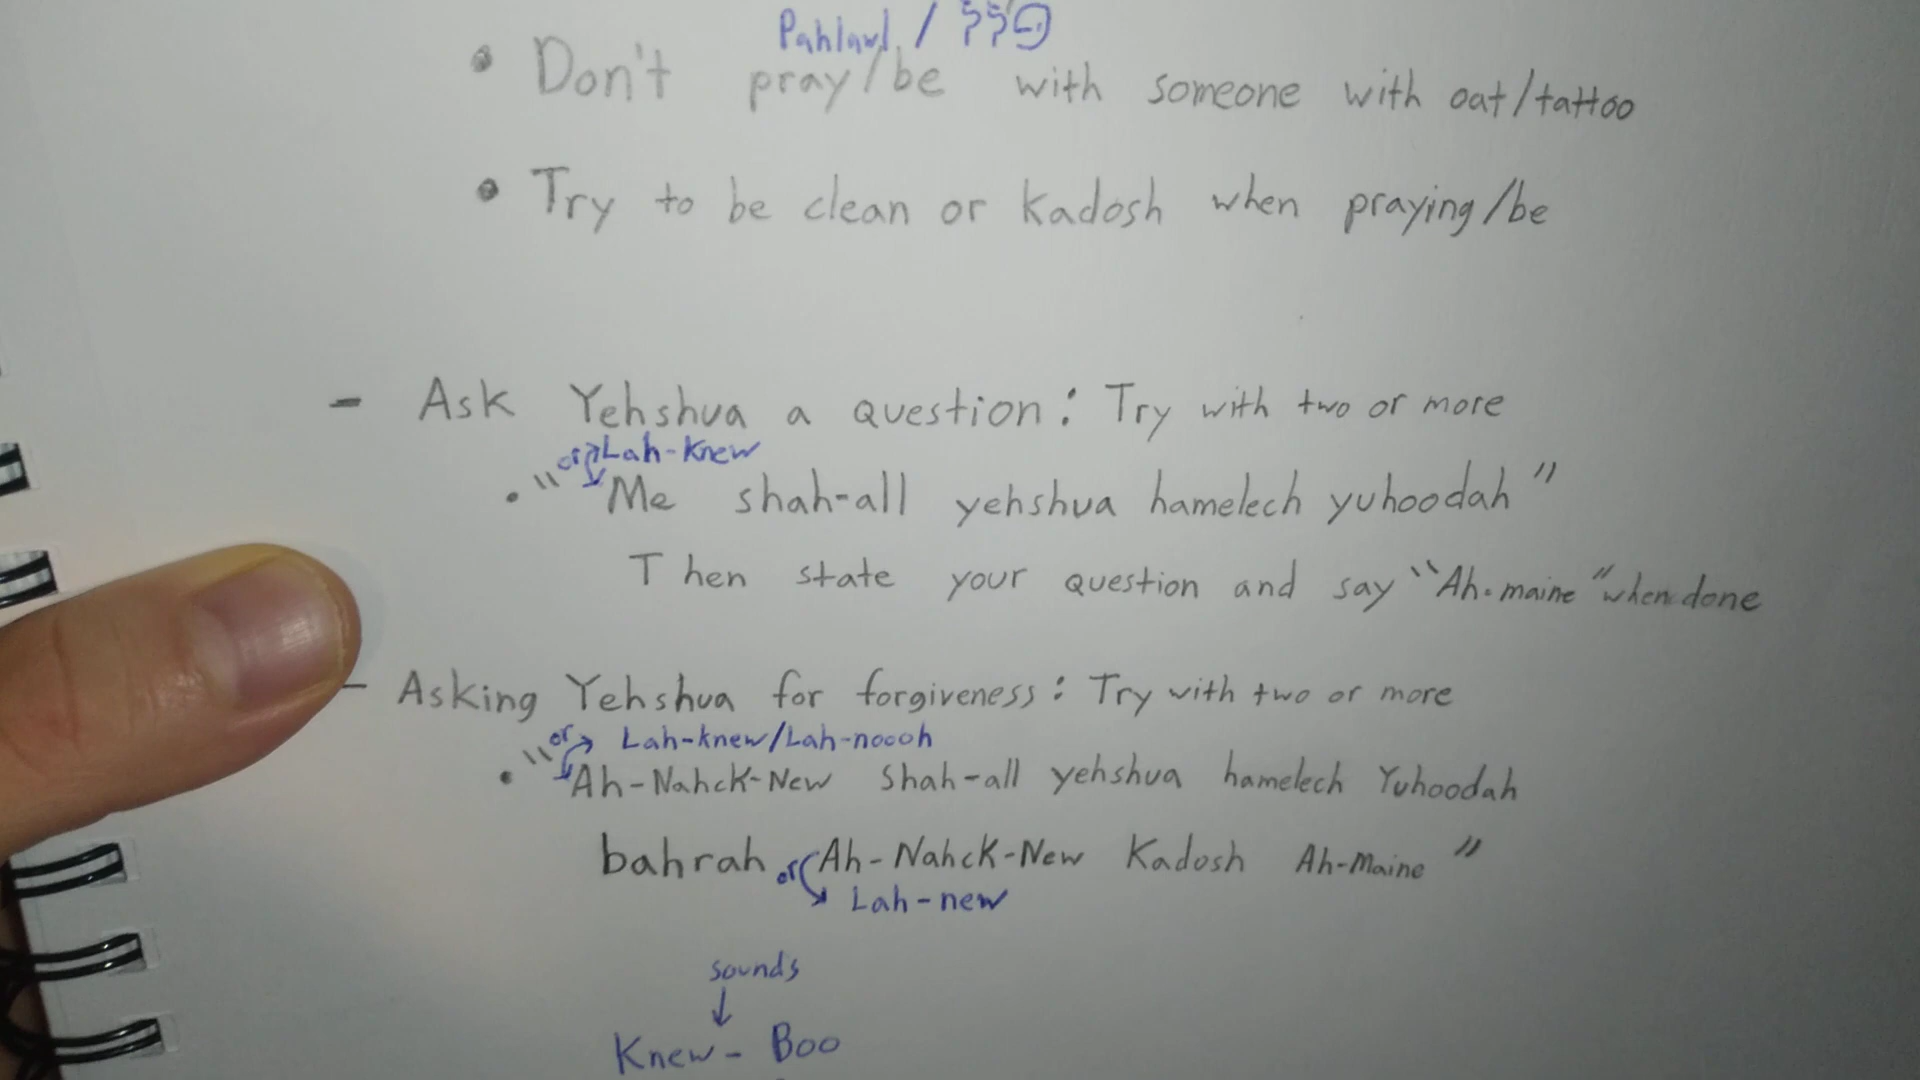 Pahlawl /
• Don't pray/be with someone with oat/tattoo
• Try to be clean or Kadosh when praying/be
- Ask Yehshua a question: Try with two or more
or Lah-Knew
• "Me shah-all yehshua hamelech yuhoodah"
Then state your question and say "Ah-maine" when done
- Asking Yehshua for forgiveness: Try with two or more
or Lah-knew/Lah-noooh
• "Ah-Nahck-New Shah-all yehshua hamelech Yuhoodah
bahrah or Ah-Nahck-New Kadosh Ah-Maine"
Lah-new
sounds
Knew- Boo